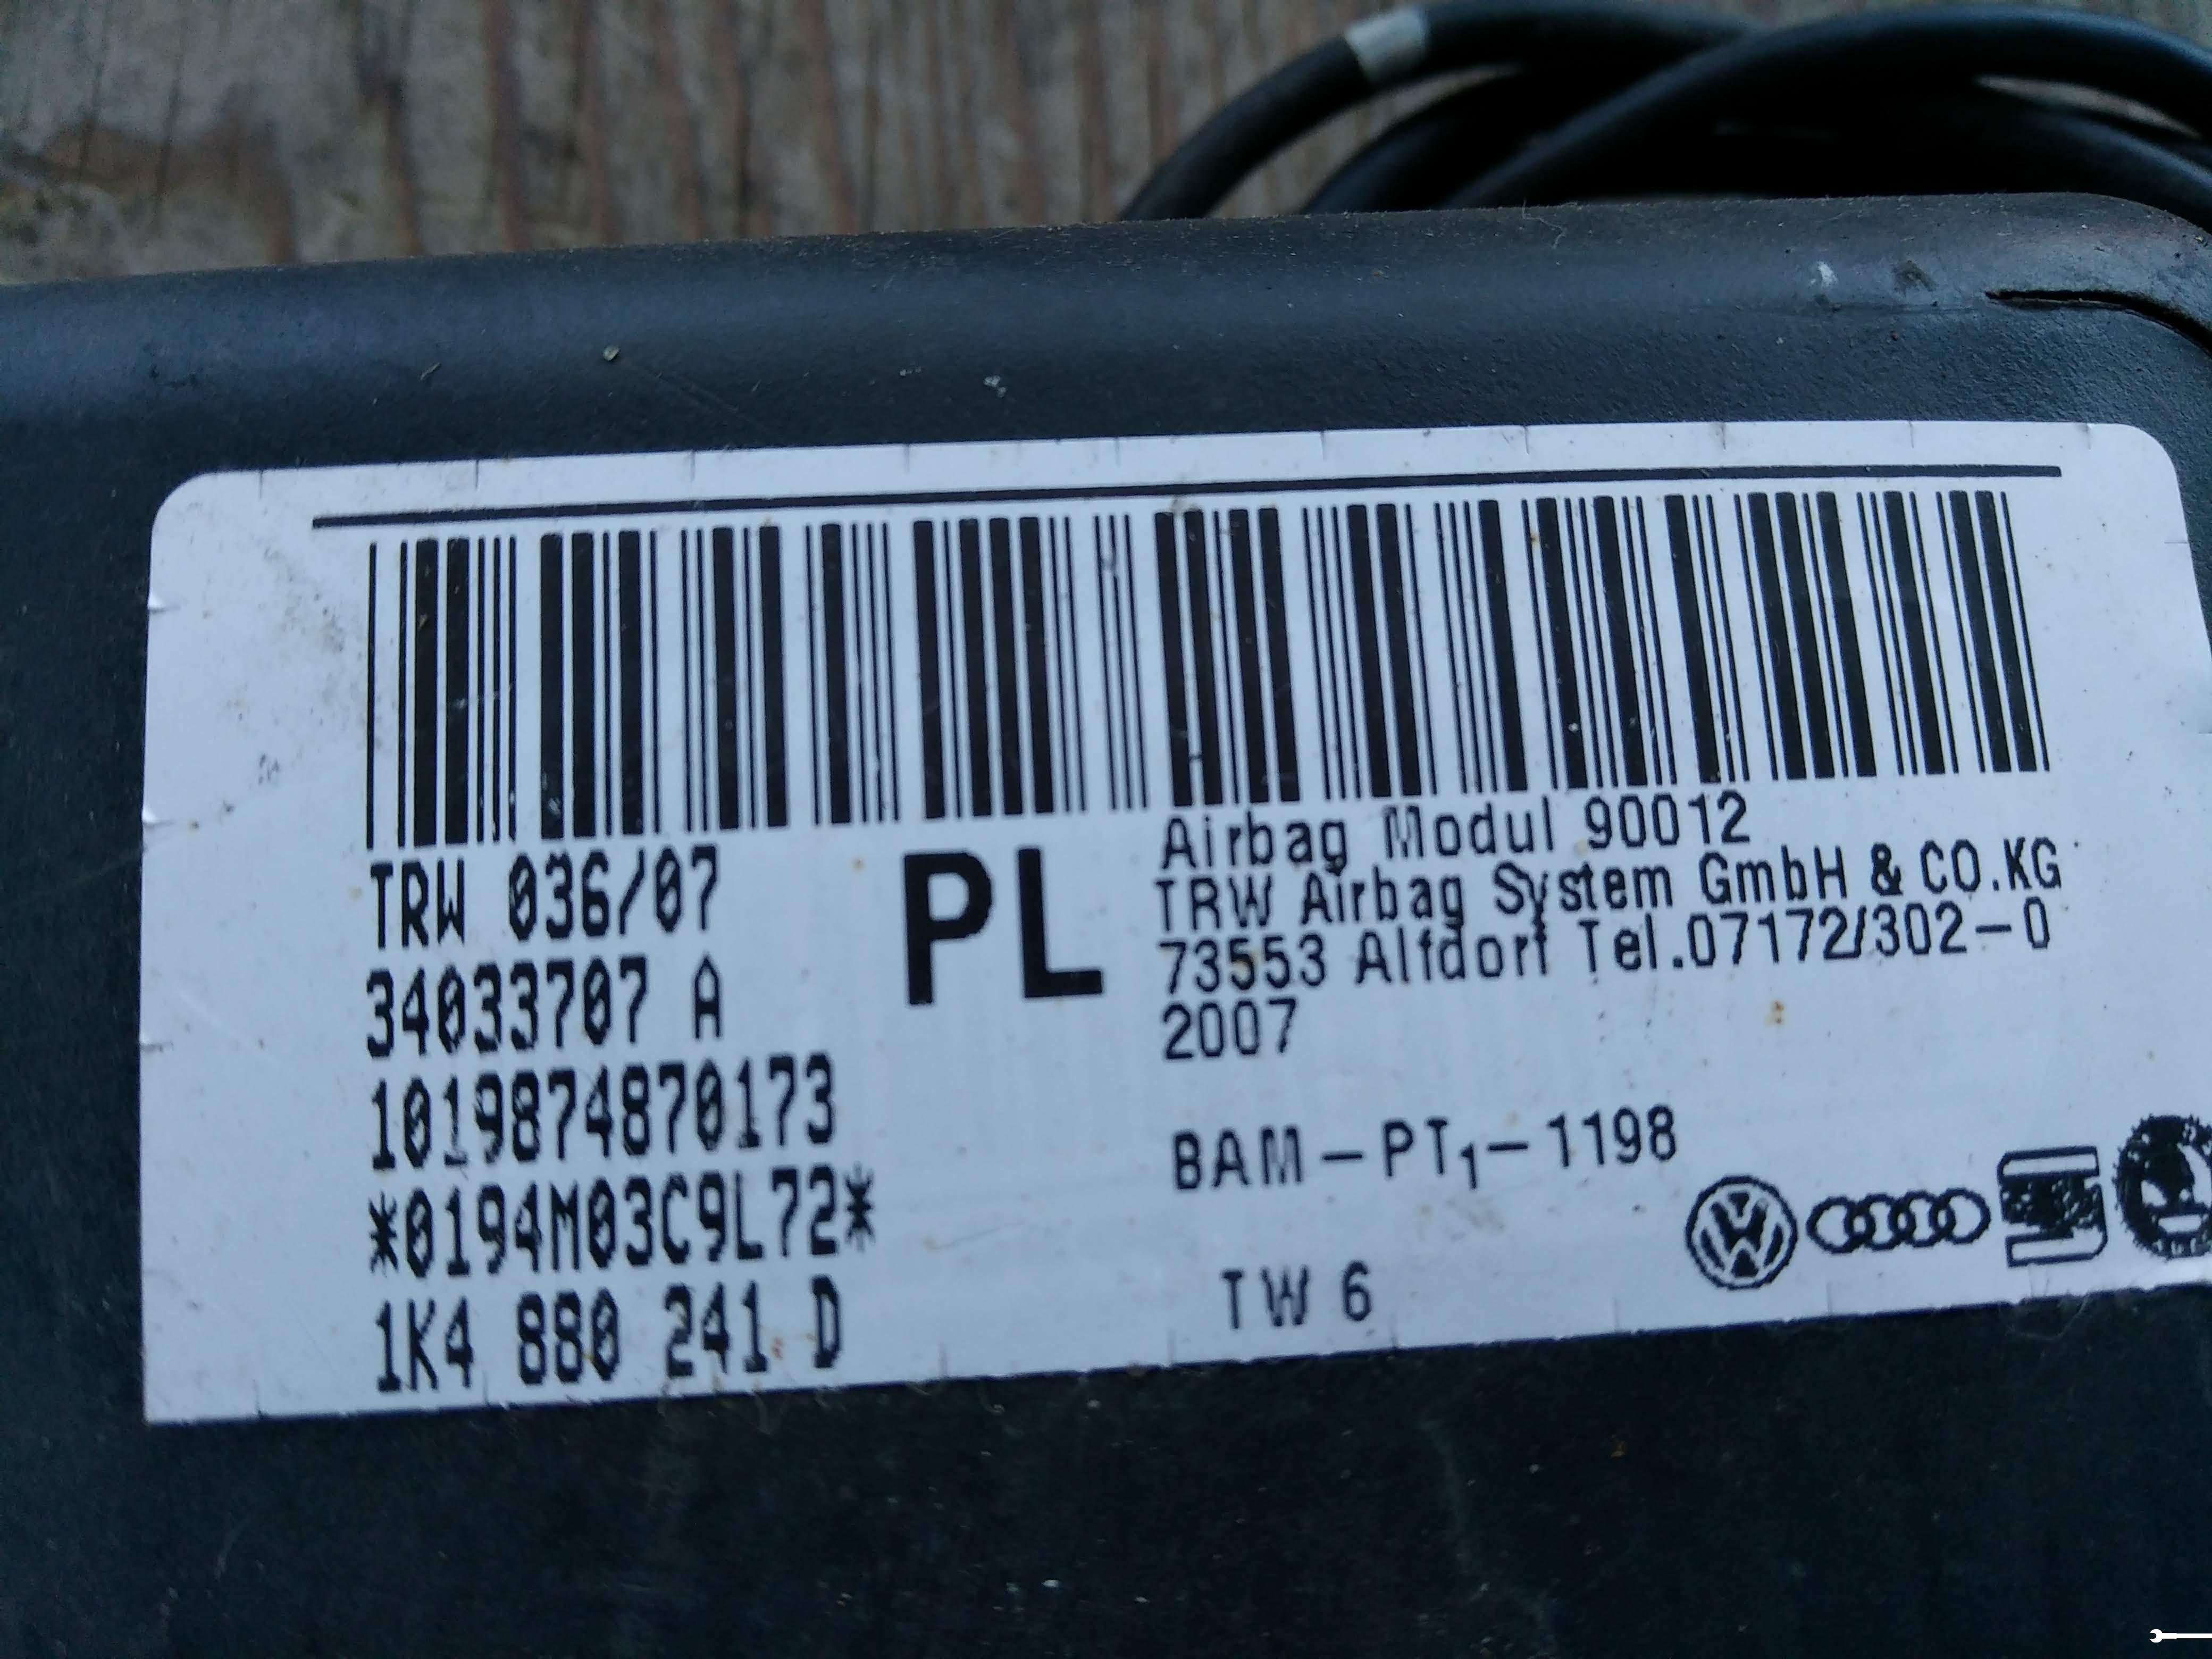 TRW 036/07
34033707 A
1019874870173
*0194M03C9L72*
1K4 880 241 D
PL
Airbag Modul 90012
TRW Airbag System GmbH & CO.KG
73553 Alfdorf Tel.07172/302-0
2007
BAM-PT1-1198
TW 6